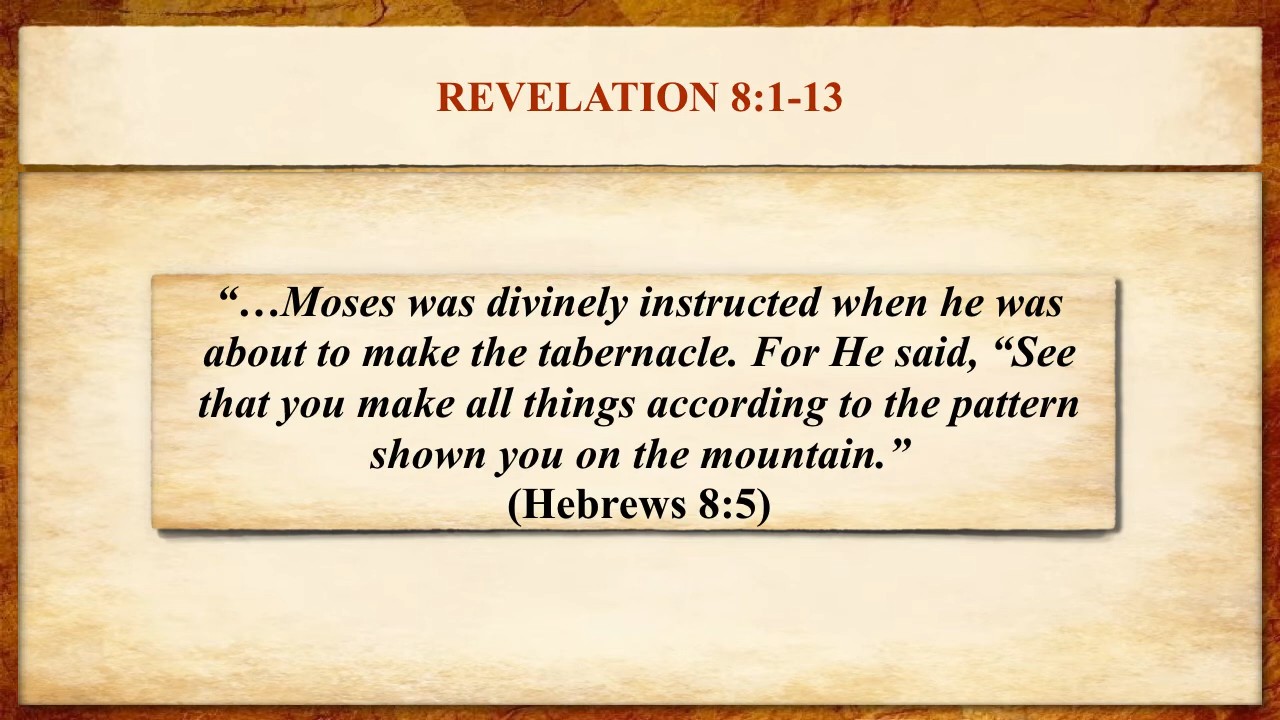 REVELATION 8:1-13
“…Moses was divinely instructed when he was
about to make the tabernacle. For He said, “See
that you make all things according to the pattern
shown you on the mountain.”
(Hebrews 8:5)